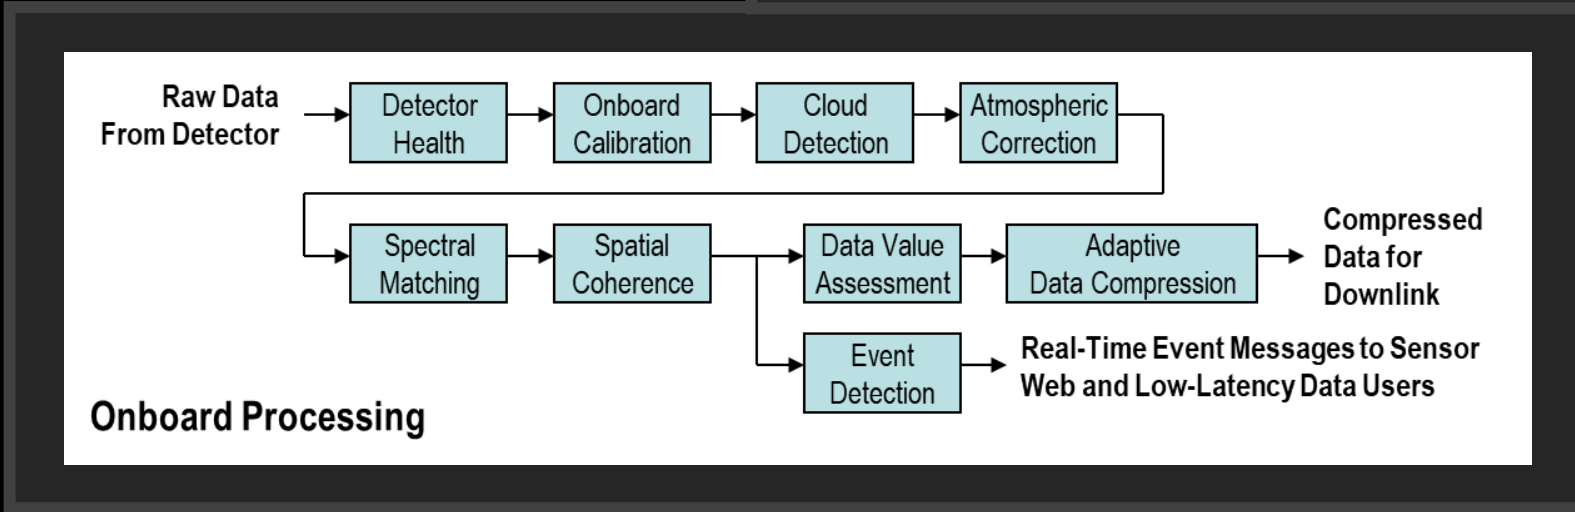 Raw Data
From Detector
Detector
Health
Onboard
Calibration
Cloud
Detection
Atmospheric
Correction
Spectral
Matching
Spatial
Coherence
Data Value
Assessment
Adaptive
Data Compression
Compressed
Data for
Downlink
Event
Detection
Real-Time Event Messages to Sensor
Web and Low-Latency Data Users
Onboard Processing